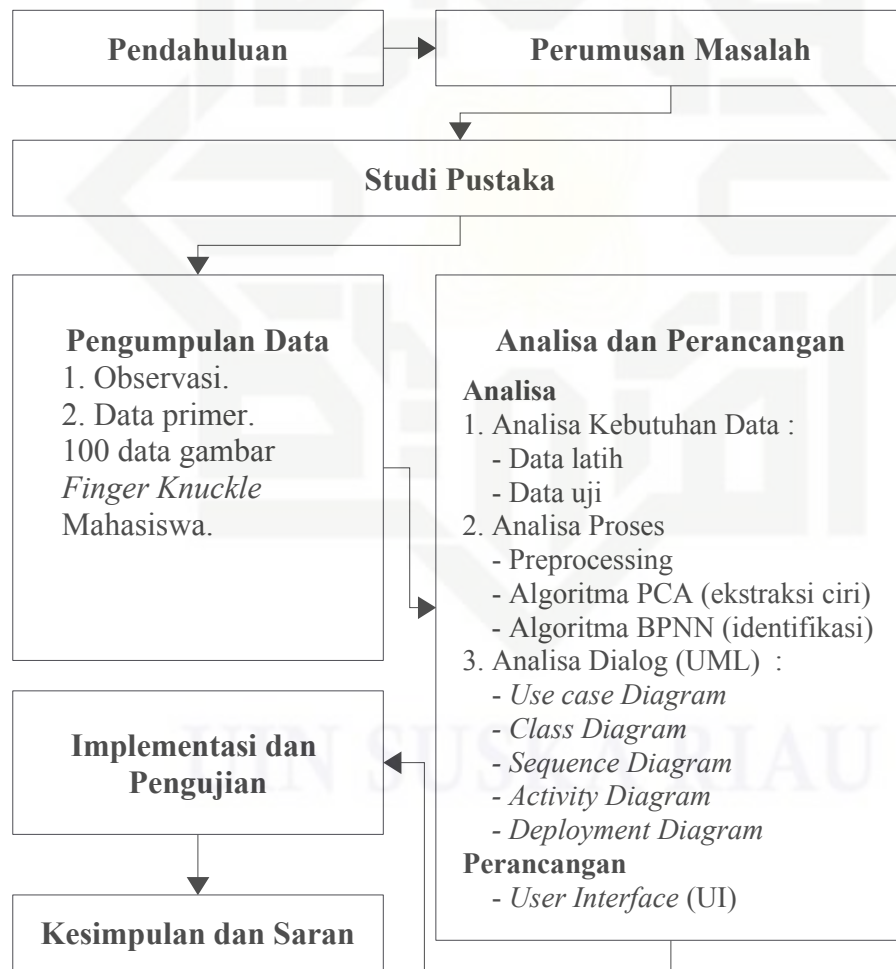 Pendahuluan
Perumusan Masalah
Studi Pustaka
Pengumpulan Data
1. Observasi.
2. Data primer.
100 data gambar
Finger Knuckle
Mahasiswa.
Analisa dan Perancangan
Analisa
1. Analisa Kebutuhan Data :
- Data latih
- Data uji
2. Analisa Proses
- Preprocessing
- Algoritma PCA (ekstraksi ciri)
- Algoritma BPNN (identifikasi)
3. Analisa Dialog (UML)  :
- Use case Diagram
- Class Diagram
- Sequence Diagram
- Activity Diagram
- Deployment Diagram
Perancangan
- User Interface (UI)
Implementasi dan
Pengujian
Kesimpulan dan Saran
UIN SUSKA RIAU